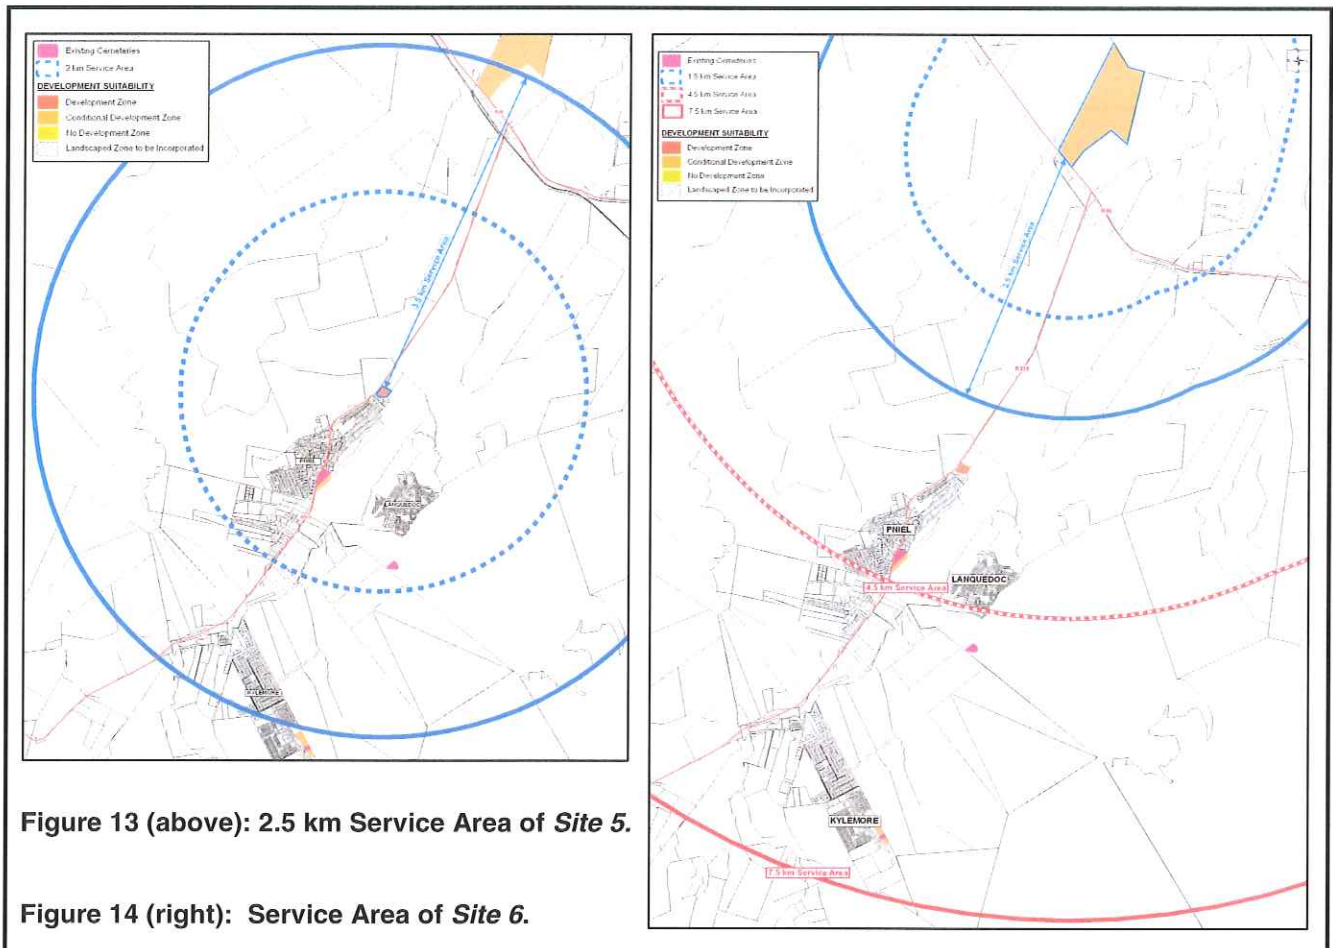 Existing Cemeteries
2 km Service Area
DEVELOPMENT SUITABILITY
Development Zone
Conditional Development Zone
No Development Zone
Landscaped Zone to be Incorporated
3.5 km Service Area
PNIEL
LANQUEDOC
KYLEMORE
Figure 13 (above): 2.5 km Service Area of Site 5.
Figure 14 (right): Service Area of Site 6.
Existing Cemeteries
1.5 km Service Area
4.5 km Service Area
7.5 km Service Area
DEVELOPMENT SUITABILITY
Development Zone
Conditional Development Zone
No Development Zone
Landscaped Zone to be Incorporated
2.5 km Service Area
PNIEL
4.5 km Service Area
LANQUEDOC
KYLEMORE
7.5 km Service Area